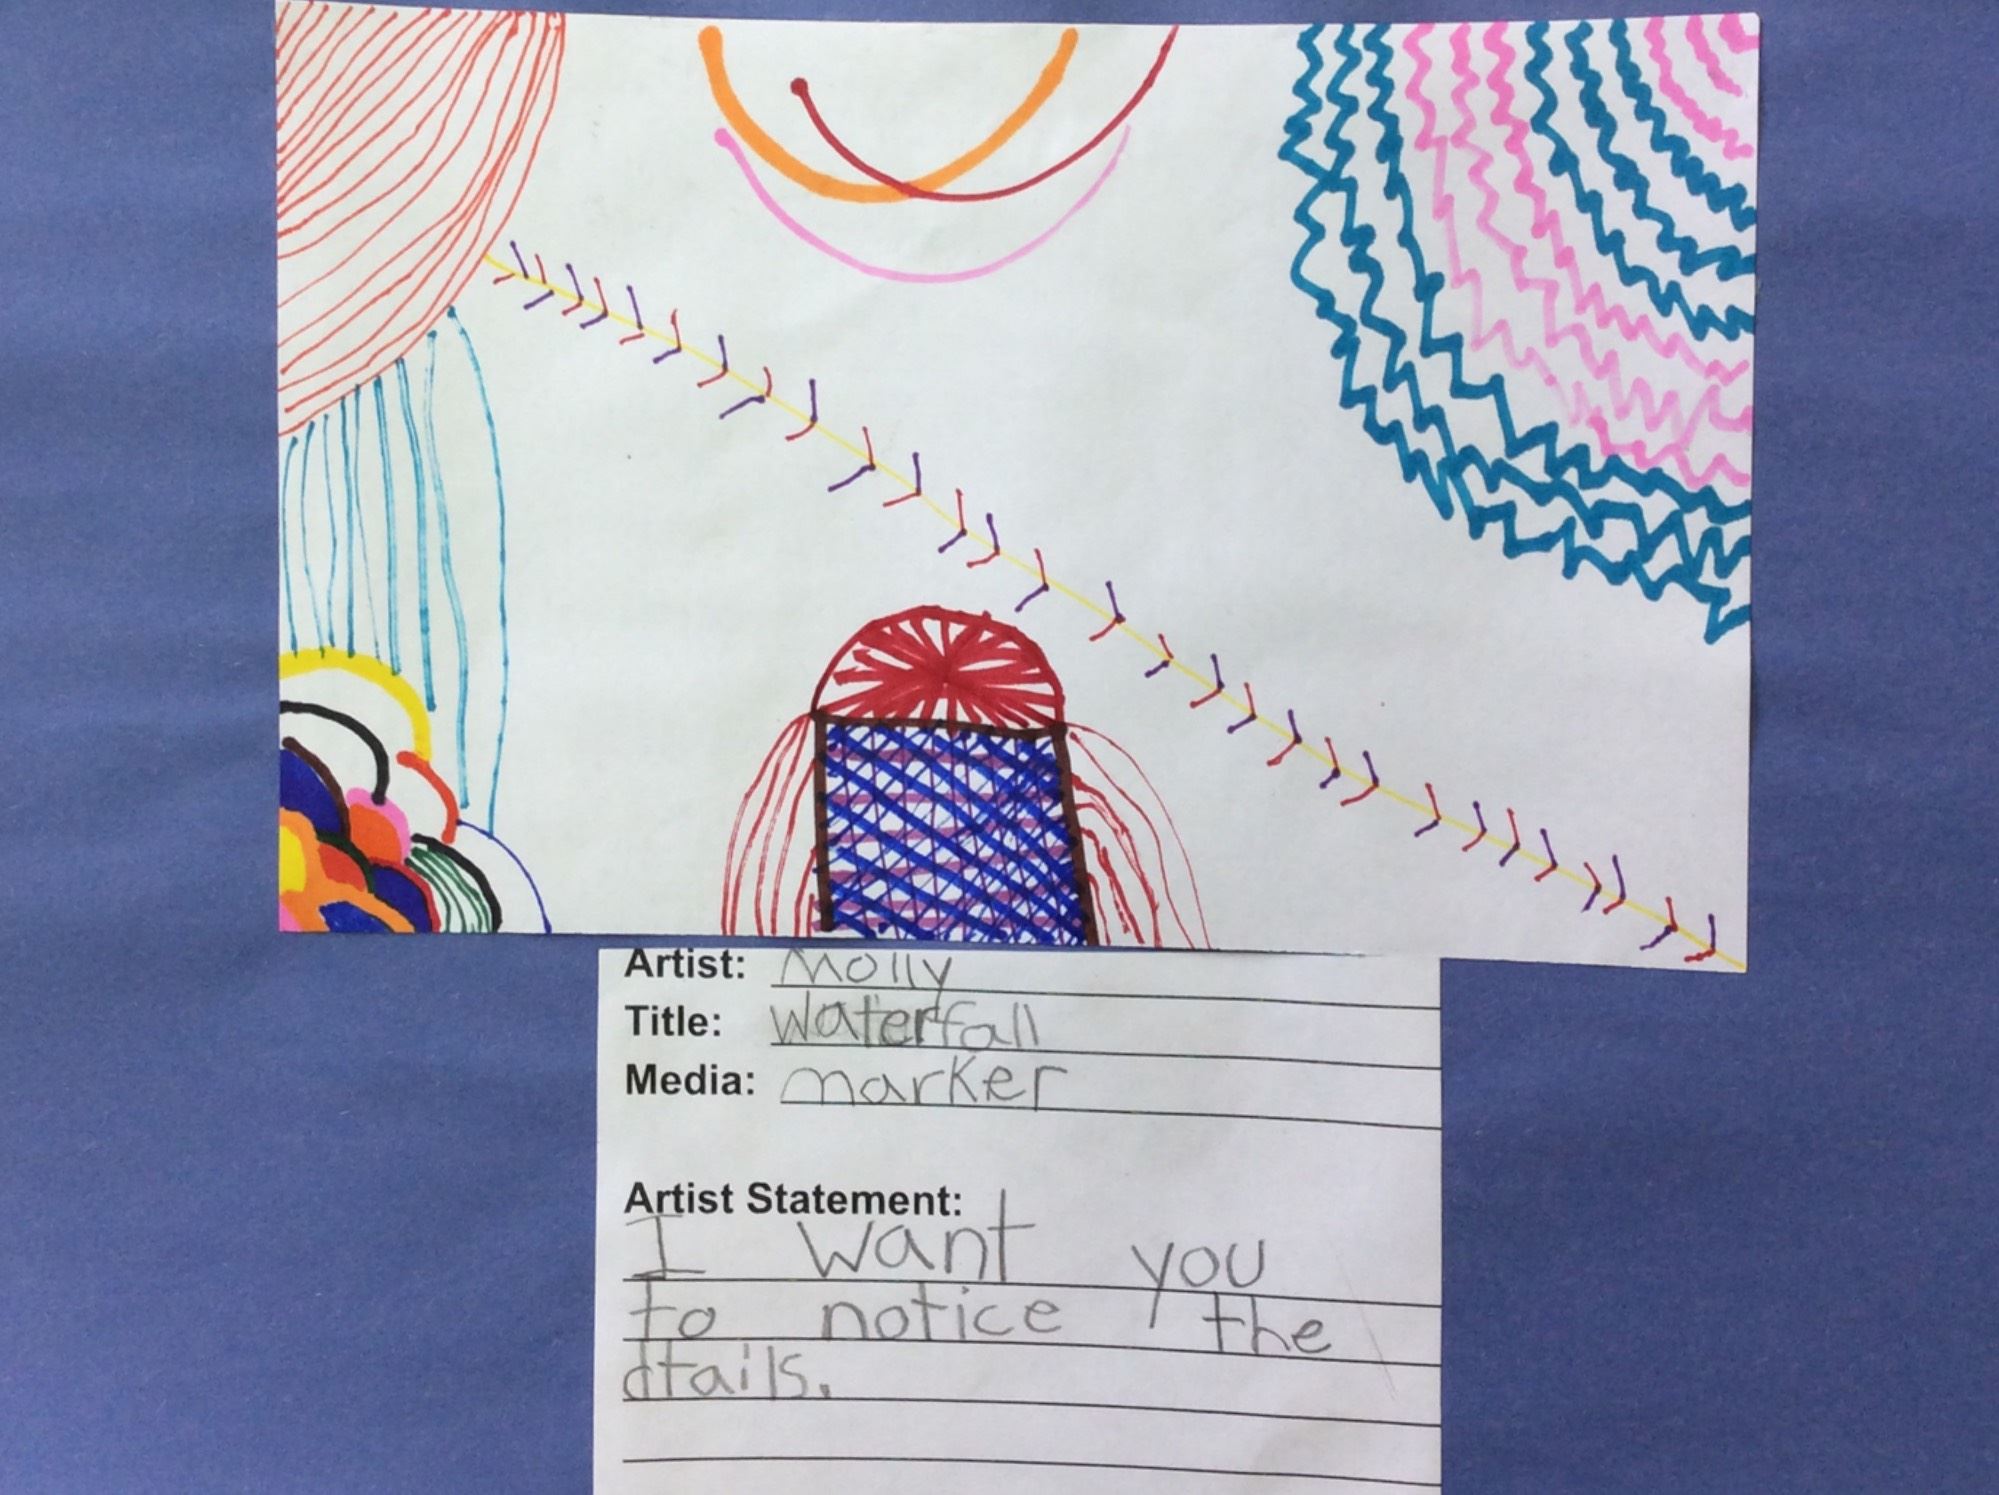 Artist: Molly
Title: Waterfall
Media: marker
Artist Statement:
I want you
to notice the
dtails.